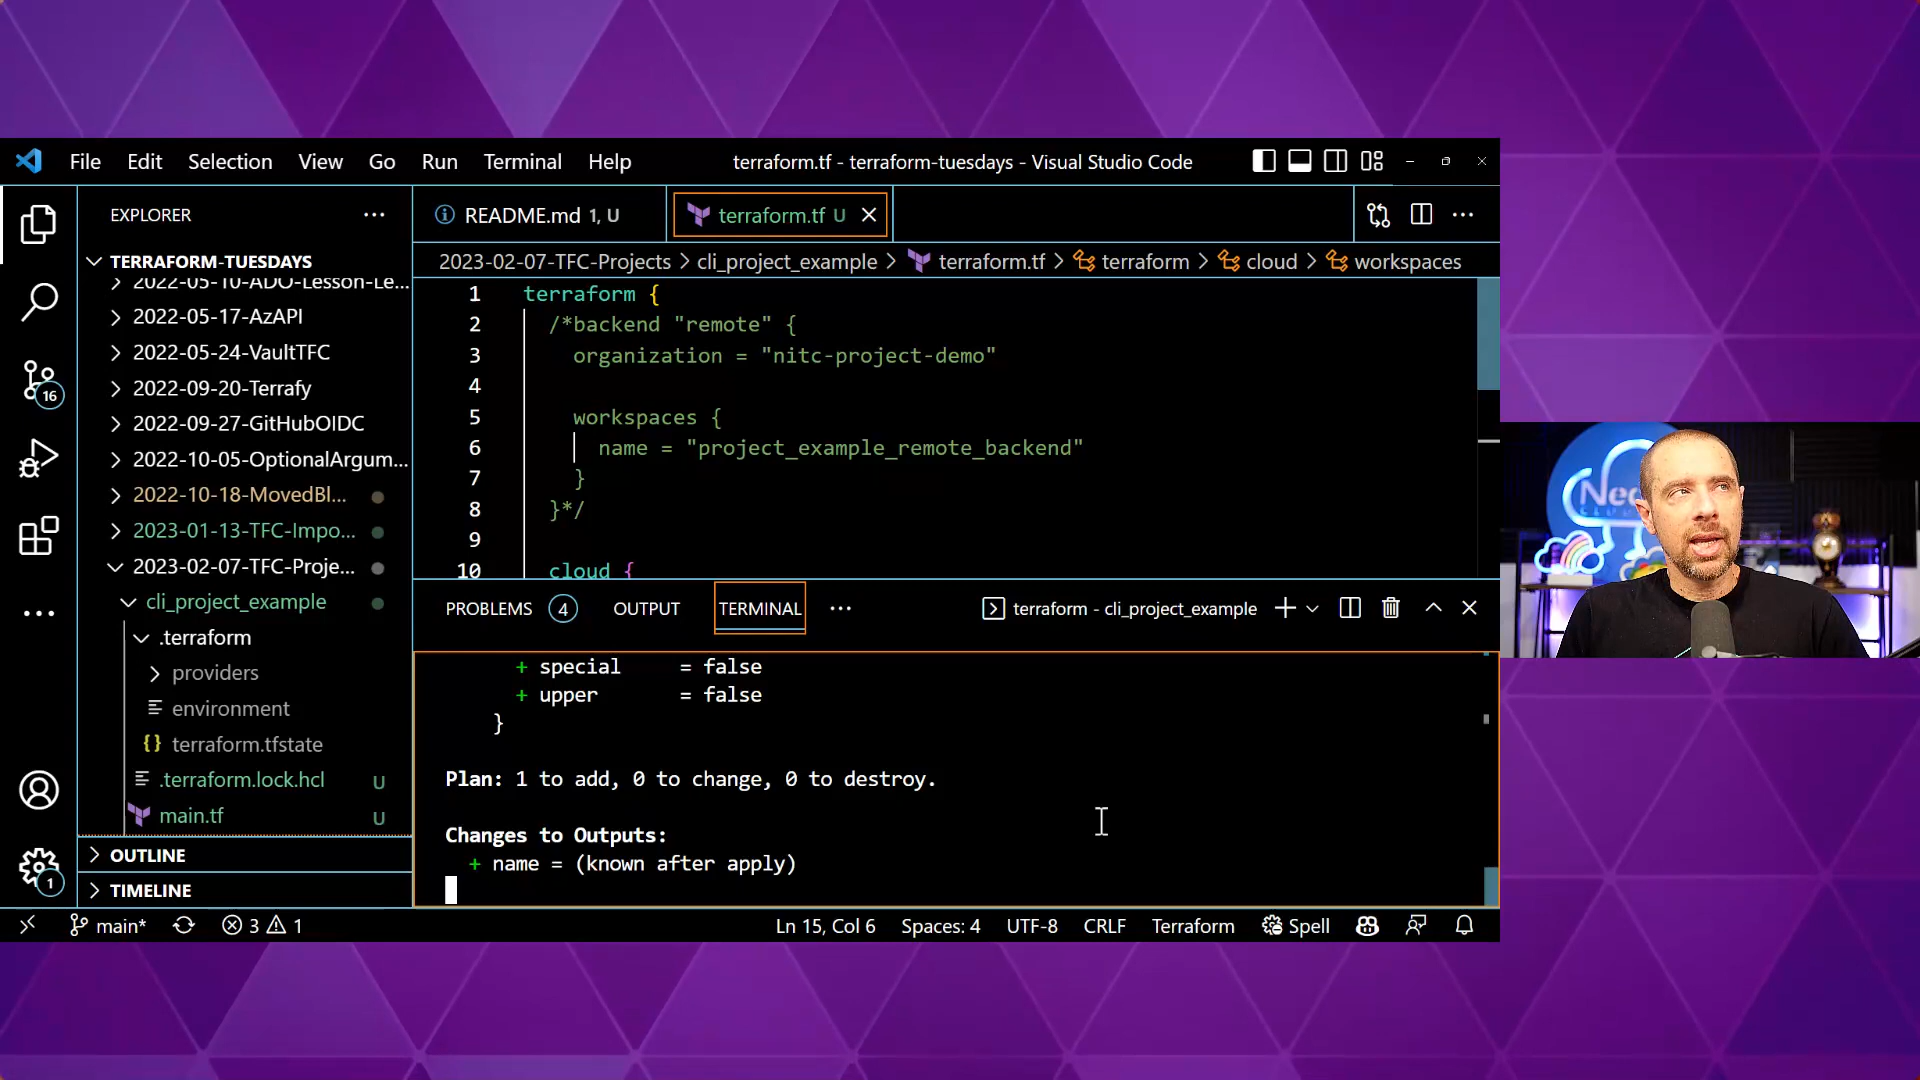 File Edit Selection View Go Run Terminal Help
terraform.tf - terraform-tuesdays - Visual Studio Code
EXPLORER
TERRAFORM-TUESDAYS
2022-05-10-ADO-Lesson-Le...
2022-05-17-AzAPI
2022-05-24-VaultTFC
2022-09-20-Terrafy
2022-09-27-GitHubOIDC
2022-10-05-OptionalArgum...
2022-10-18-MovedBl...
2023-01-13-TFC-Impo...
2023-02-07-TFC-Proje...
cli_project_example
.terraform
providers
environment
terraform.tfstate
.terraform.lock.hcl U
main.tf U
OUTLINE
TIMELINE
16
1
README.md 1, U
terraform.tf U
2023-02-07-TFC-Projects > cli_project_example > terraform.tf > terraform > cloud > workspaces
1 terraform {
2 /*backend "remote" {
3 organization = "nitc-project-demo"
4
5 workspaces {
6 name = "project_example_remote_backend"
7 }
8 }*/
9
10 cloud {
PROBLEMS 4 OUTPUT TERMINAL
terraform - cli_project_example
+ special = false
+ upper = false
}
Plan: 1 to add, 0 to change, 0 to destroy.
Changes to Outputs:
+ name = (known after apply)
main* 3 1
Ln 15, Col 6 Spaces: 4 UTF-8 CRLF Terraform Spell